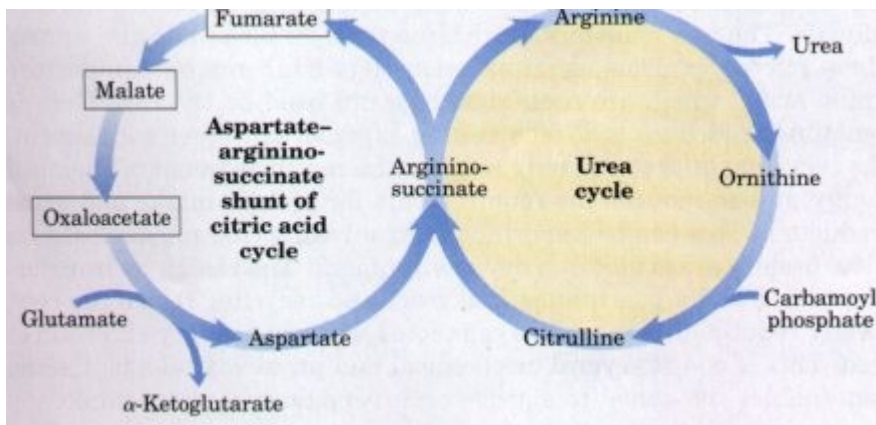 Fumarate
Arginine
Urea
Malate
Aspartate–
arginino-
succinate
shunt of
citric acid
cycle
Arginino-
succinate
Urea
cycle
Ornithine
Oxaloacetate
Carbamoyl
phosphate
Glutamate
Aspartate
Citrulline
α-Ketoglutarate